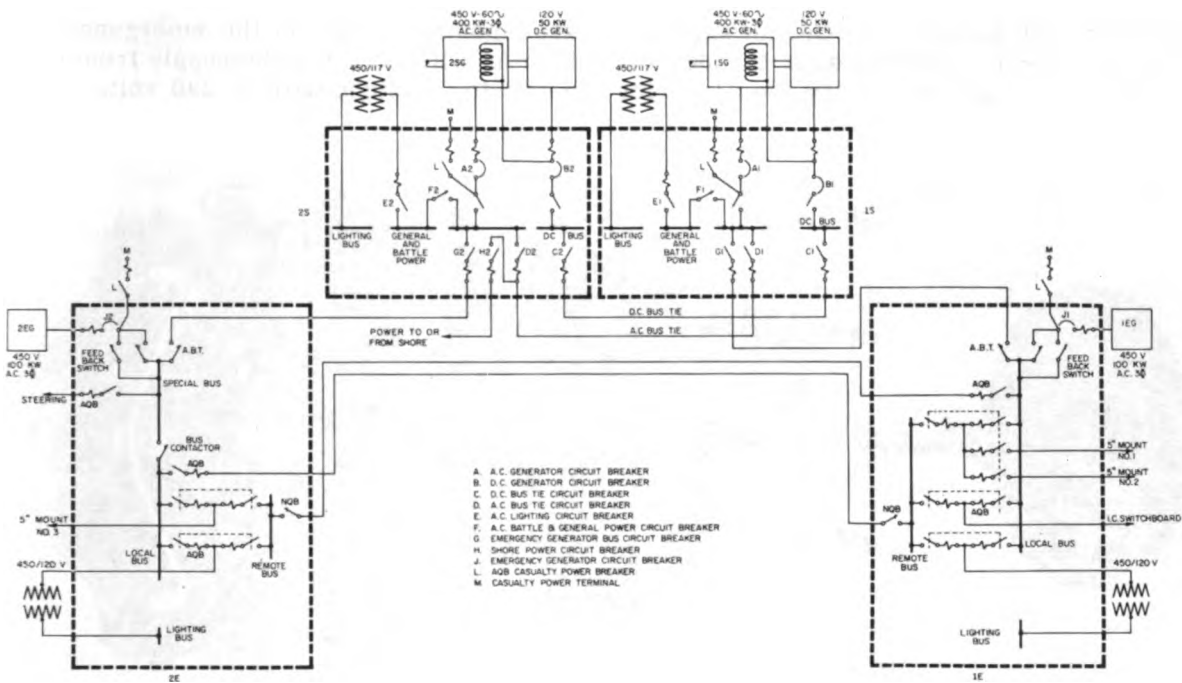 450 V-60~
400 KW-3ϕ
A.C. GEN.
120 V
50 KW
D.C. GEN.
450 V-60~
400 KW-3ϕ
A.C. GEN.
120 V
50 KW
D.C. GEN.
in the emergence
supply trans
volts
450/117 V
2SG
450/117 V
1SG
M
M
L
A2
B2
L
A1
B1
F2
E2
F1
E1
2S
1S
LIGHTING
BUS
GENERAL
AND
BATTLE
POWER
DC BUS
G2
H2
D2
C2
LIGHTING
BUS
GENERAL
AND
BATTLE
POWER
DC BUS
G1
D1
C1
D.C. BUS TIE
A.C. BUS TIE
POWER TO OR
FROM SHORE
M
L
J2
2EG
450 V
100 KW
A.C. 3ϕ
FEED
BACK
SWITCH
A.B.T.
SPECIAL BUS
STEERING
AQB
BUS
CONTACTOR
AQB
NQB
5" MOUNT
NO. 3
AQB
LOCAL
BUS
REMOTE
BUS
450/120 V
LIGHTING
BUS
2E
A. A.C. GENERATOR CIRCUIT BREAKER
B. D.C. GENERATOR CIRCUIT BREAKER
C. D.C. BUS TIE CIRCUIT BREAKER
D. A.C. BUS TIE CIRCUIT BREAKER
E. A.C. LIGHTING CIRCUIT BREAKER
F. A.C. BATTLE & GENERAL POWER CIRCUIT BREAKER
G. EMERGENCY GENERATOR BUS CIRCUIT BREAKER
H. SHORE POWER CIRCUIT BREAKER
J. EMERGENCY GENERATOR CIRCUIT BREAKER
L. AQB CASUALTY POWER BREAKER
M. CASUALTY POWER TERMINAL
M
L
J1
1EG
450 V
100 KW
A.C. 3ϕ
A.B.T.
FEED
BACK
SWITCH
AQB
5" MOUNT
NO.1
5" MOUNT
NO. 2
NQB
AQB
I.C. SWITCHBOARD
REMOTE
BUS
LOCAL BUS
450/120 V
LIGHTING
BUS
1E